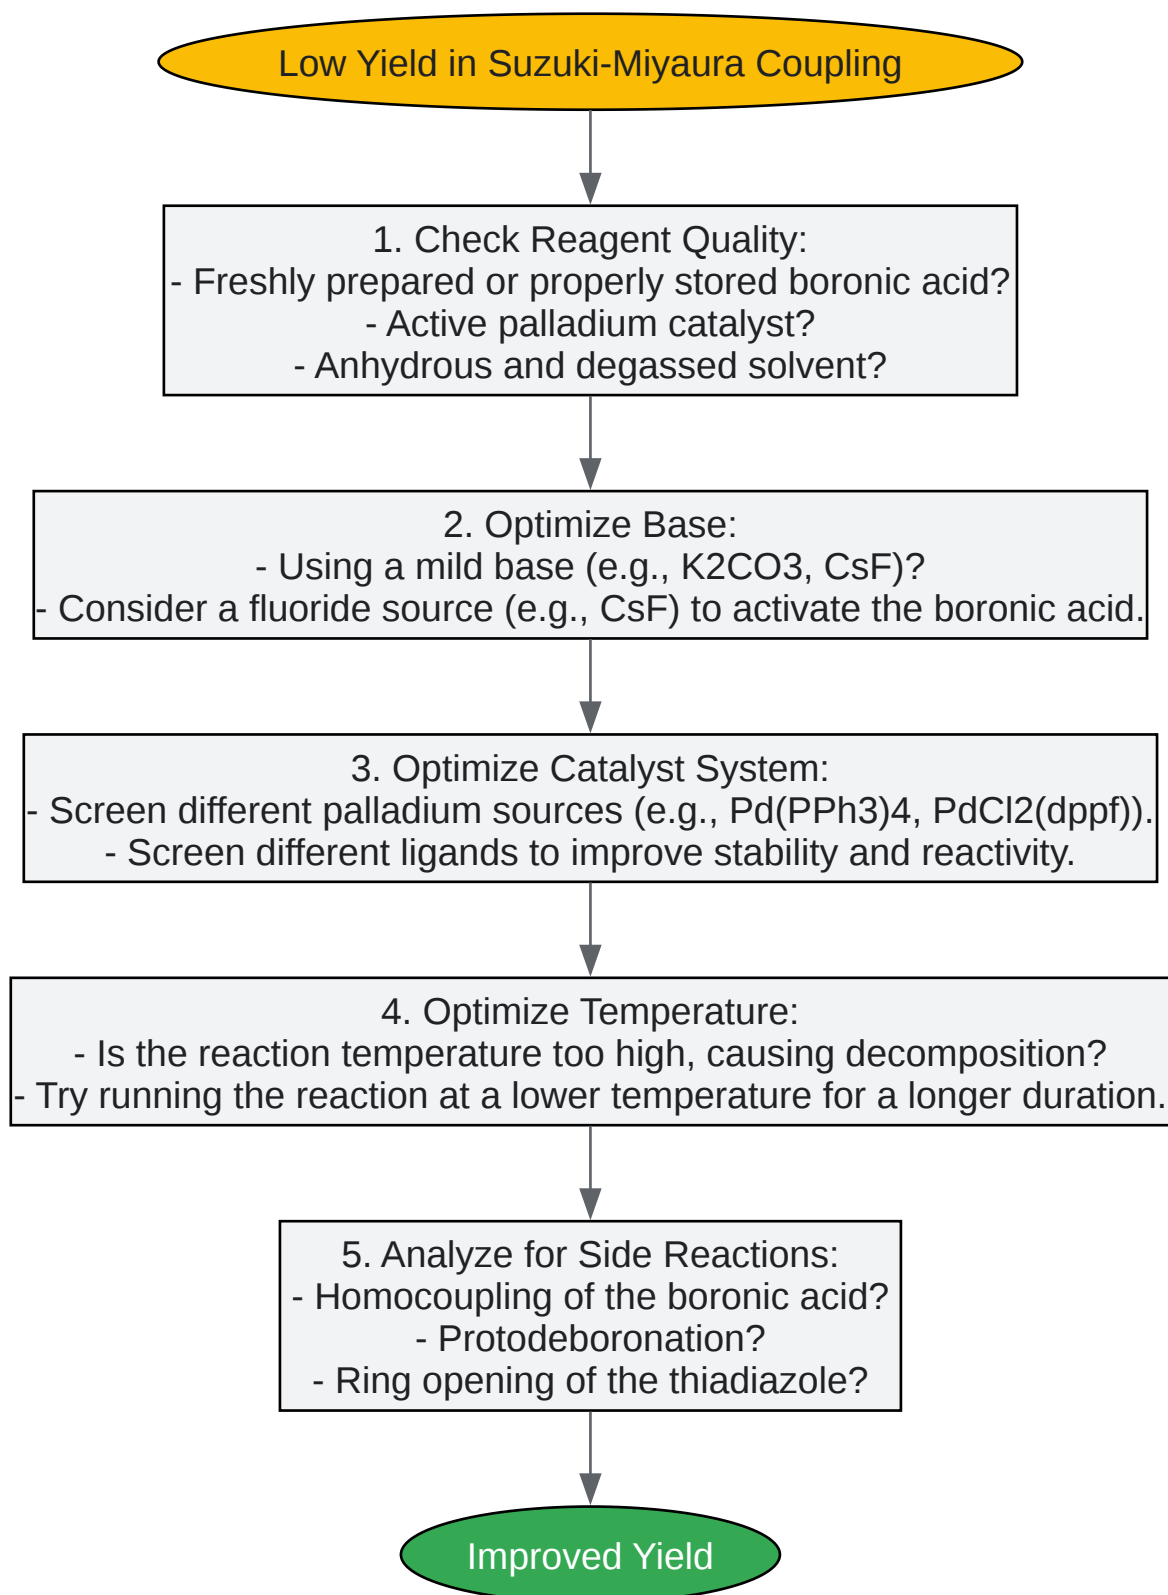 Low Yield in Suzuki-Miyaura Coupling
1. Check Reagent Quality:
- Freshly prepared or properly stored boronic acid?
- Active palladium catalyst?
- Anhydrous and degassed solvent?
2. Optimize Base:
- Using a mild base (e.g., K2CO3, CsF)?
- Consider a fluoride source (e.g., CsF) to activate the boronic acid.
3. Optimize Catalyst System:
- Screen different palladium sources (e.g., Pd(PPh3)4, PdCl2(dppf)).
- Screen different ligands to improve stability and reactivity.
4. Optimize Temperature:
- Is the reaction temperature too high, causing decomposition?
- Try running the reaction at a lower temperature for a longer duration.
5. Analyze for Side Reactions:
- Homocoupling of the boronic acid?
- Protodeboronation?
- Ring opening of the thiadiazole?
Improved Yield